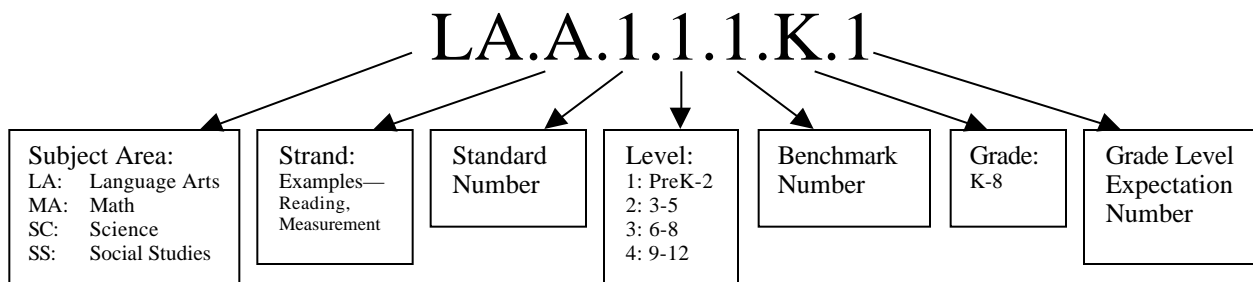 LA.A.1.1.1.K.1
Subject Area:
LA: Language Arts
MA: Math
SC: Science
SS: Social Studies
Strand:
Examples—
Reading,
Measurement
Standard
Number
Level:
1: PreK-2
2: 3-5
3: 6-8
4: 9-12
Benchmark
Number
Grade:
K-8
Grade Level
Expectation
Number